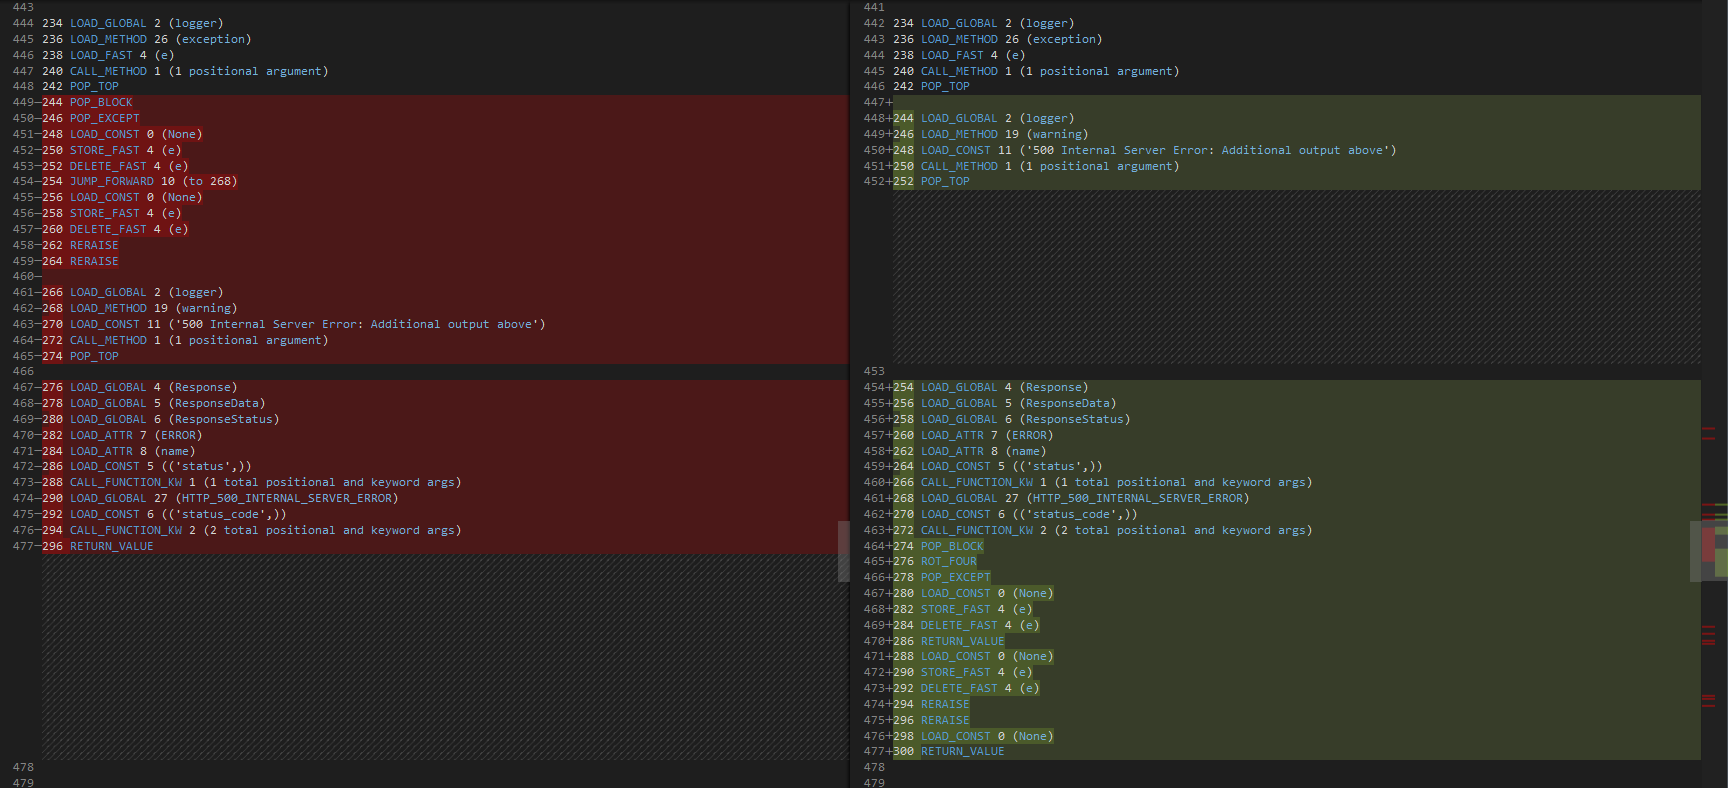 443
444 234 LOAD_GLOBAL 2 (logger)
445 236 LOAD_METHOD 26 (exception)
446 238 LOAD_FAST 4 (e)
447 240 CALL_METHOD 1 (1 positional argument)
448 242 POP_TOP
449—244 POP_BLOCK
450—246 POP_EXCEPT
451—248 LOAD_CONST 0 (None)
452—250 STORE_FAST 4 (e)
453—252 DELETE_FAST 4 (e)
454—254 JUMP_FORWARD 10 (to 268)
455—256 LOAD_CONST 0 (None)
456—258 STORE_FAST 4 (e)
457—260 DELETE_FAST 4 (e)
458—262 RERAISE
459—264 RERAISE
460—
461—266 LOAD_GLOBAL 2 (logger)
462—268 LOAD_METHOD 19 (warning)
463—270 LOAD_CONST 11 ('500 Internal Server Error: Additional output above')
464—272 CALL_METHOD 1 (1 positional argument)
465—274 POP_TOP
466
467—276 LOAD_GLOBAL 4 (Response)
468—278 LOAD_GLOBAL 5 (ResponseData)
469—280 LOAD_GLOBAL 6 (ResponseStatus)
470—282 LOAD_ATTR 7 (ERROR)
471—284 LOAD_ATTR 8 (name)
472—286 LOAD_CONST 5 (('status',))
473—288 CALL_FUNCTION_KW 1 (1 total positional and keyword args)
474—290 LOAD_GLOBAL 27 (HTTP_500_INTERNAL_SERVER_ERROR)
475—292 LOAD_CONST 6 (('status_code',))
476—294 CALL_FUNCTION_KW 2 (2 total positional and keyword args)
477—296 RETURN_VALUE
478
479
441
442 234 LOAD_GLOBAL 2 (logger)
443 236 LOAD_METHOD 26 (exception)
444 238 LOAD_FAST 4 (e)
445 240 CALL_METHOD 1 (1 positional argument)
446 242 POP_TOP
447+
448+244 LOAD_GLOBAL 2 (logger)
449+246 LOAD_METHOD 19 (warning)
450+248 LOAD_CONST 11 ('500 Internal Server Error: Additional output above')
451+250 CALL_METHOD 1 (1 positional argument)
452+252 POP_TOP
453
454+254 LOAD_GLOBAL 4 (Response)
455+256 LOAD_GLOBAL 5 (ResponseData)
456+258 LOAD_GLOBAL 6 (ResponseStatus)
457+260 LOAD_ATTR 7 (ERROR)
458+262 LOAD_ATTR 8 (name)
459+264 LOAD_CONST 5 (('status',))
460+266 CALL_FUNCTION_KW 1 (1 total positional and keyword args)
461+268 LOAD_GLOBAL 27 (HTTP_500_INTERNAL_SERVER_ERROR)
462+270 LOAD_CONST 6 (('status_code',))
463+272 CALL_FUNCTION_KW 2 (2 total positional and keyword args)
464+274 POP_BLOCK
465+276 ROT_FOUR
466+278 POP_EXCEPT
467+280 LOAD_CONST 0 (None)
468+282 STORE_FAST 4 (e)
469+284 DELETE_FAST 4 (e)
470+286 RETURN_VALUE
471+288 LOAD_CONST 0 (None)
472+290 STORE_FAST 4 (e)
473+292 DELETE_FAST 4 (e)
474+294 RERAISE
475+296 RERAISE
476+298 LOAD_CONST 0 (None)
477+300 RETURN_VALUE
478
479